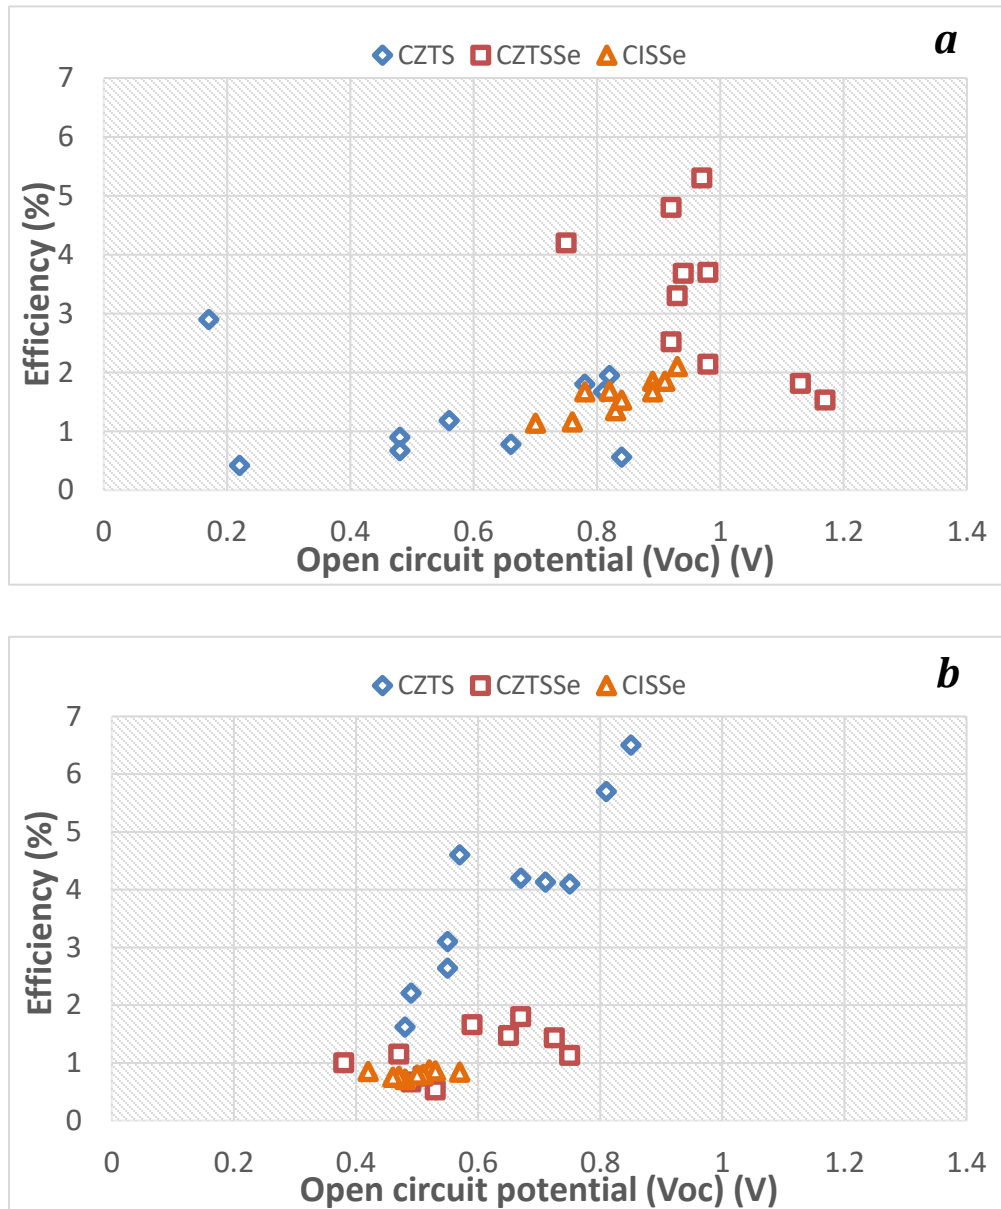 a
CZTS CZTSSe CISSe
7
6
5
4
3
2
1
0
Efficiency (%)
0 0.2 0.4 0.6 0.8 1 1.2 1.4
Open circuit potential (Voc) (V)
b
CZTS CZTSSe CISSe
7
6
5
4
3
2
1
0
Efficiency (%)
0 0.2 0.4 0.6 0.8 1 1.2 1.4
Open circuit potential (Voc) (V)